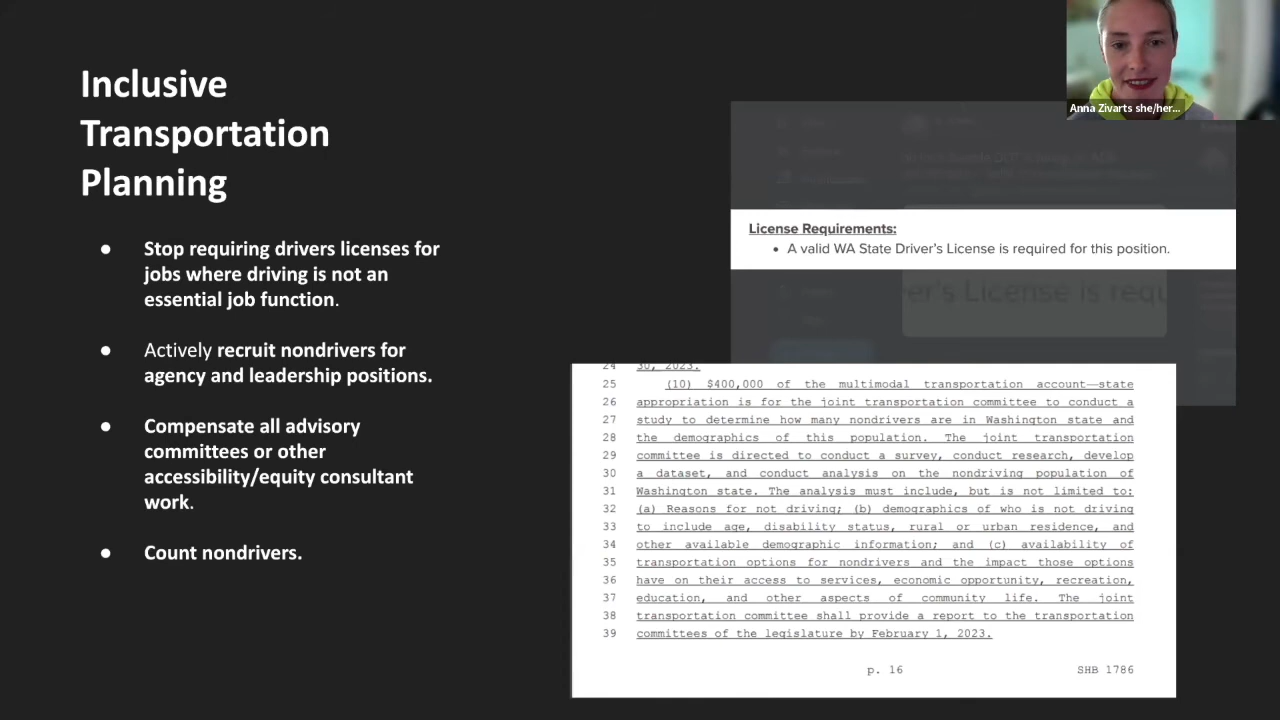 Inclusive
Transportation
Planning
● Stop requiring drivers licenses for
jobs where driving is not an
essential job function.
● Actively recruit nondrivers for
agency and leadership positions.
● Compensate all advisory
committees or other
accessibility/equity consultant
work.
● Count nondrivers.
Anna Zivarts she/her...
License Requirements:
• A valid WA State Driver's License is required for this position.
er's License is requ
24 30, 2023.
25 (10) $400,000 of the multimodal transportation account—state
26 appropriation is for the joint transportation committee to conduct a
27 study to determine how many nondrivers are in Washington state and
28 the demographics of this population. The joint transportation
29 committee is directed to conduct a survey, conduct research, develop
30 a dataset, and conduct analysis on the nondriving population of
31 Washington state. The analysis must include, but is not limited to:
32 (a) Reasons for not driving; (b) demographics of who is not driving
33 to include age, disability status, rural or urban residence, and
34 other available demographic information; and (c) availability of
35 transportation options for nondrivers and the impact those options
36 have on their access to services, economic opportunity, recreation,
37 education, and other aspects of community life. The joint
38 transportation committee shall provide a report to the transportation
39 committees of the legislature by February 1, 2023.
p. 16 SHB 1786